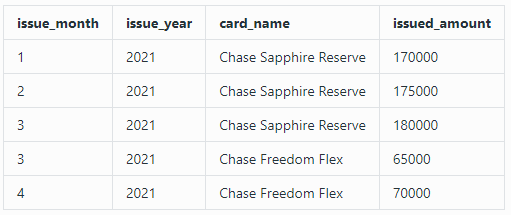 issue_month issue_year card_name issued_amount
1 2021 Chase Sapphire Reserve 170000
2 2021 Chase Sapphire Reserve 175000
3 2021 Chase Sapphire Reserve 180000
3 2021 Chase Freedom Flex 65000
4 2021 Chase Freedom Flex 70000